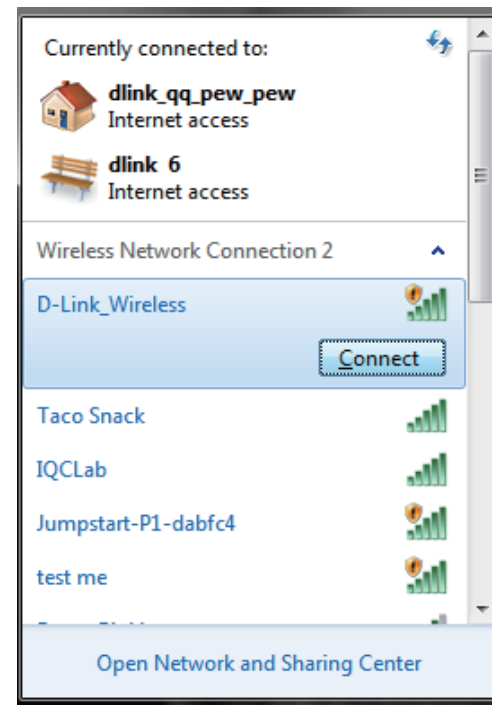 Currently connected to:
dlink_qq_pew_pew
Internet access
dlink 6
Internet access
Wireless Network Connection 2
D-Link_Wireless
Connect
Taco Snack
IQCLab
Jumpstart-P1-dabfc4
test me
Open Network and Sharing Center